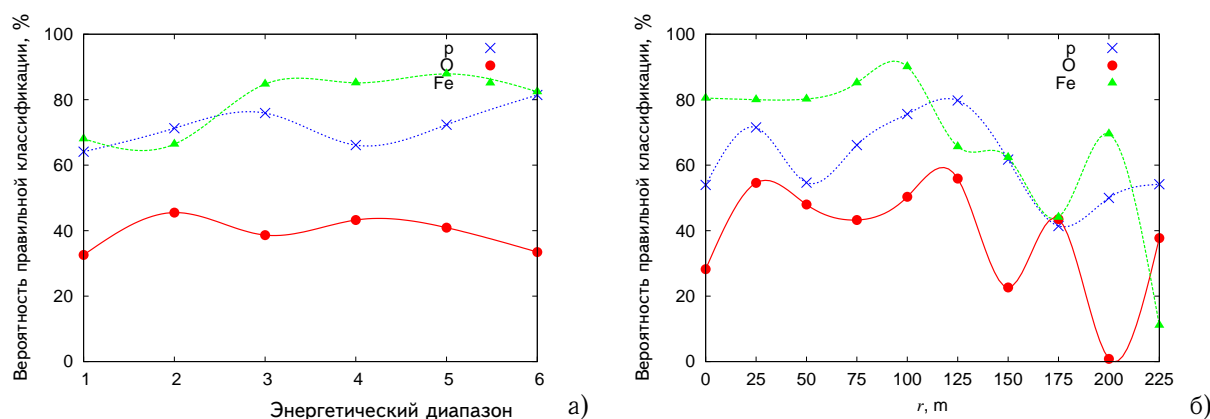 Вероятность правильной классификации, %
100
80
60
40
20
0
p
O
Fe
1 2 3 4 5 6
Энергетический диапазон
а)
Вероятность правильной классификации, %
100
80
60
40
20
0
p
O
Fe
0 25 50 75 100 125 150 175 200 225
r, m
б)